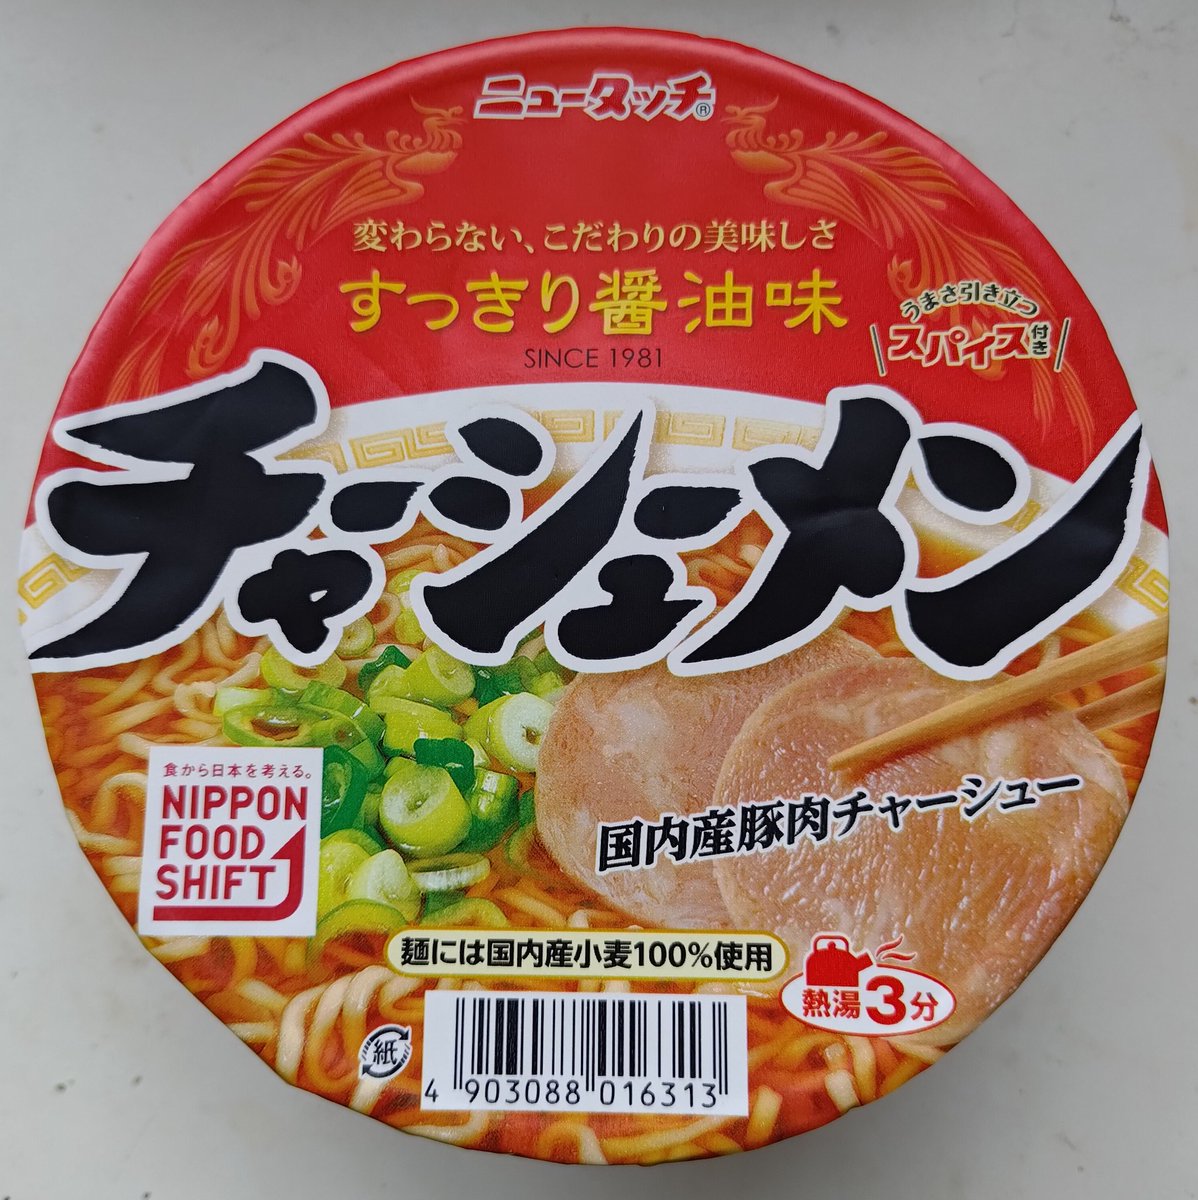 ニュータッチ®
変わらない、こだわりの美味しさ
すっきり醤油味
SINCE 1981
うまさ引き立つ
スパイス付き
チャーシューメン
食から日本を考える。
NIPPON
FOOD
SHIFT
国内産豚肉チャーシュー
麺には国内産小麦100%使用
熱湯3分
紙
4 903088 016313